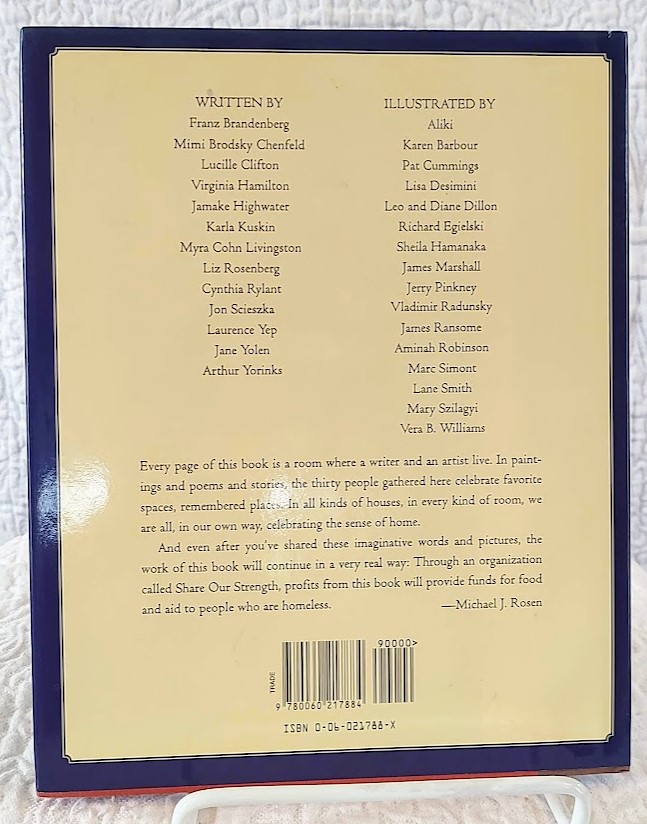 WRITTEN BY
Franz Brandenberg
Mimi Brodsky Chenfeld
Lucille Clifton
Virginia Hamilton
Jamake Highwater
Karla Kuskin
Myra Cohn Livingston
Liz Rosenberg
Cynthia Rylant
Jon Scieszka
Laurence Yep
Jane Yolen
Arthur Yorinks
ILLUSTRATED BY
Aliki
Karen Barbour
Pat Cummings
Lisa Desimini
Leo and Diane Dillon
Richard Egielski
Sheila Hamanaka
James Marshall
Jerry Pinkney
Vladimir Radunsky
James Ransome
Aminah Robinson
Marc Simont
Lane Smith
Mary Szilagyi
Vera B. Williams
Every page of this book is a room where a writer and an artist live. In paint-
ings and poems and stories, the thirty people gathered here celebrate favorite
spaces, remembered places. In all kinds of houses, in every kind of room, we
are all, in our own way, celebrating the sense of home.
And even after you've shared these imaginative words and pictures, the
work of this book will continue in a very real way: Through an organization
called Share Our Strength, profits from this book will provide funds for food
and aid to people who are homeless. —Michael J. Rosen
90000>
TRADE
9 780060 217884
ISBN 0-06-021788-X